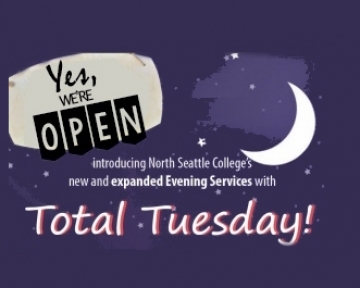 Yes,
WE'RE
OPEN
introducing North Seattle College's
new and expanded Evening Services with
Total Tuesday!